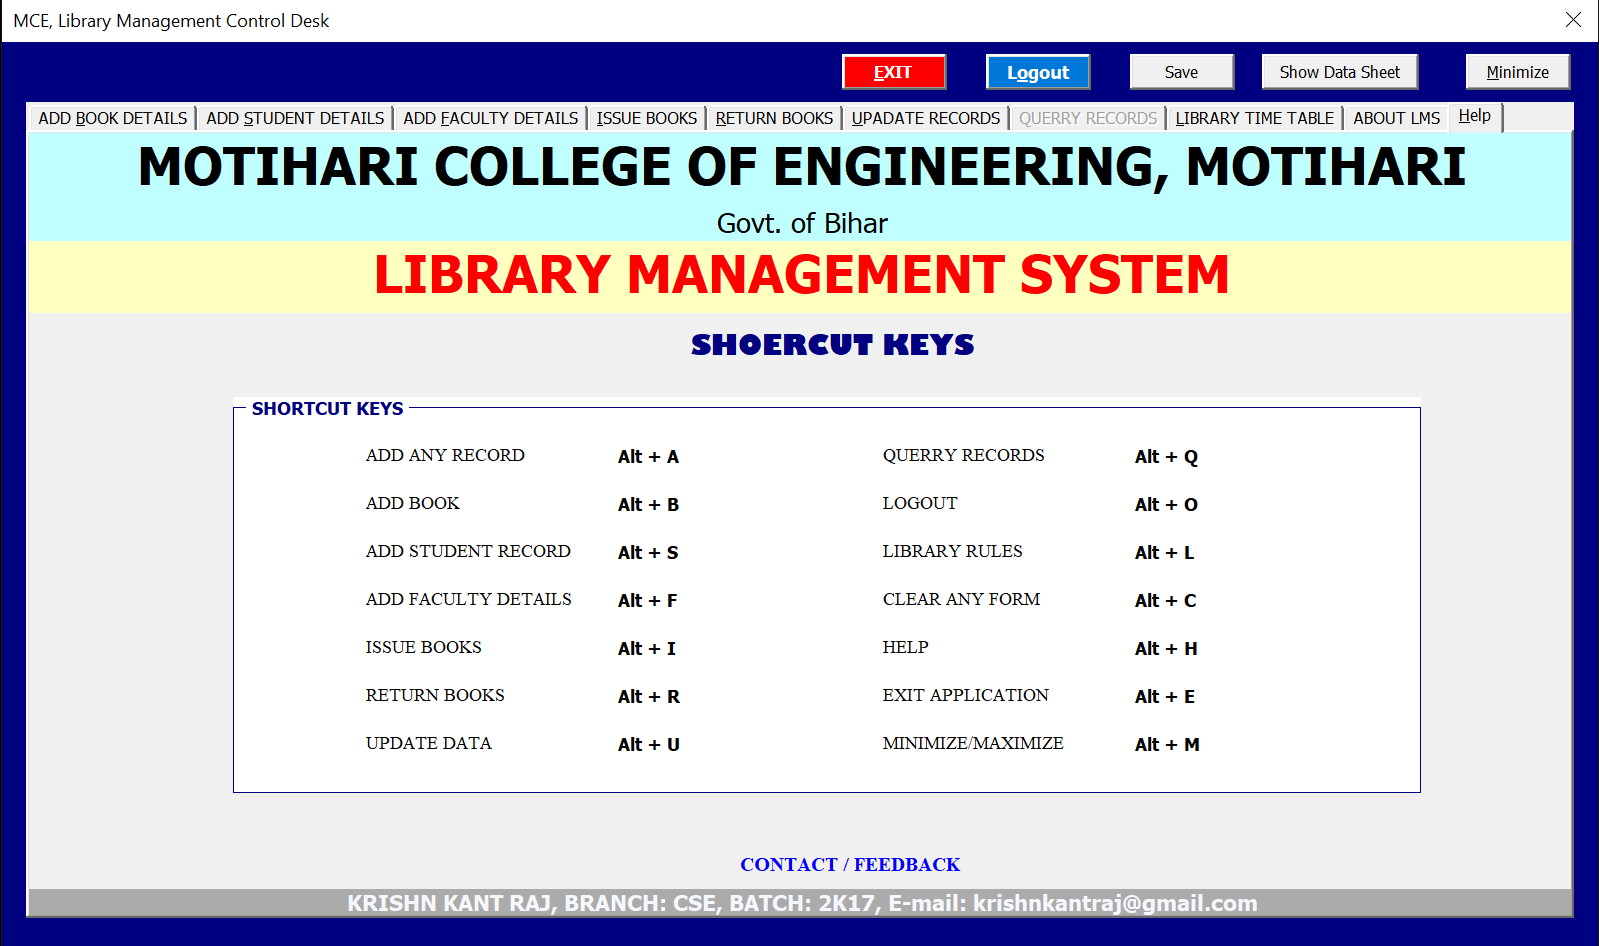 MCE, Library Management Control Desk
EXIT Logout Save Show Data Sheet Minimize
ADD BOOK DETAILS ADD STUDENT DETAILS ADD FACULTY DETAILS ISSUE BOOKS RETURN BOOKS UPADATE RECORDS QUERRY RECORDS LIBRARY TIME TABLE ABOUT LMS Help
MOTIHARI COLLEGE OF ENGINEERING, MOTIHARI
Govt. of Bihar
LIBRARY MANAGEMENT SYSTEM
SHOERCUT KEYS
SHORTCUT KEYS
ADD ANY RECORD Alt + A QUERRY RECORDS Alt + Q
ADD BOOK Alt + B LOGOUT Alt + O
ADD STUDENT RECORD Alt + S LIBRARY RULES Alt + L
ADD FACULTY DETAILS Alt + F CLEAR ANY FORM Alt + C
ISSUE BOOKS Alt + I HELP Alt + H
RETURN BOOKS Alt + R EXIT APPLICATION Alt + E
UPDATE DATA Alt + U MINIMIZE/MAXIMIZE Alt + M
CONTACT / FEEDBACK
KRISHN KANT RAJ, BRANCH: CSE, BATCH: 2K17, E-mail: krishnkantraj@gmail.com